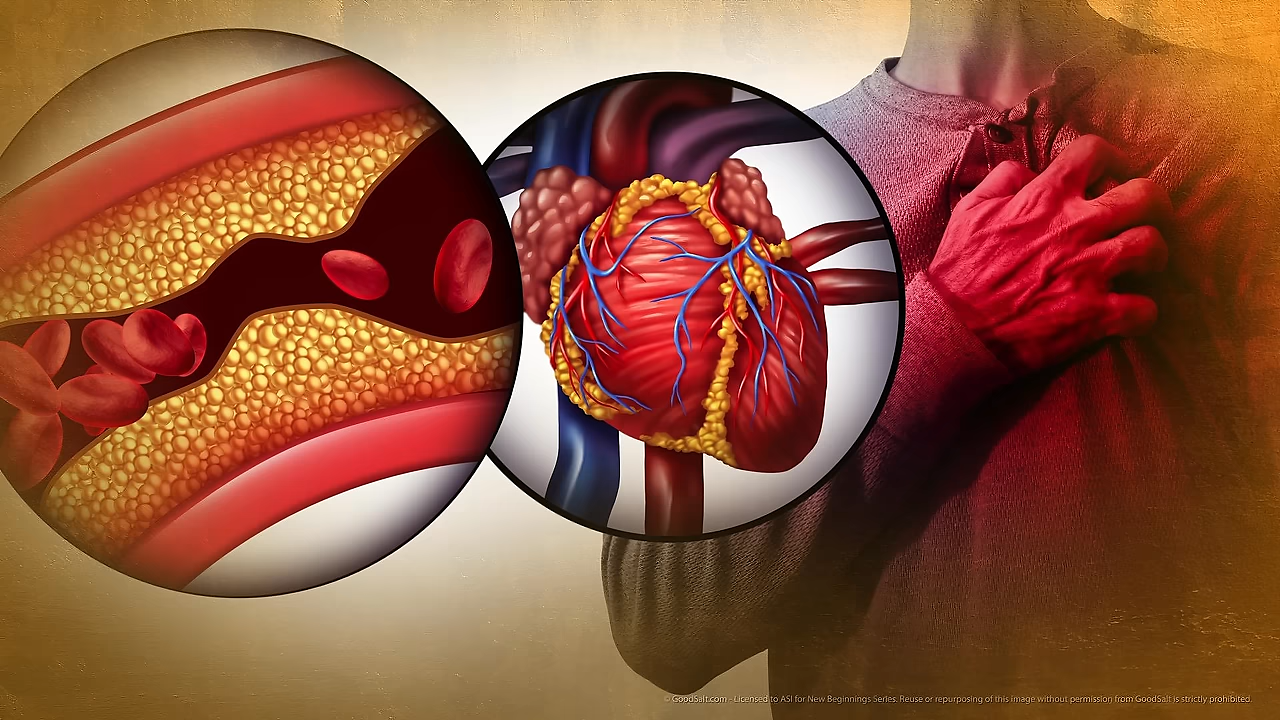 © GoodSalt.com - Licensed to ASI for New Beginnings Series. Reuse or repurposing of this image without permission from GoodSalt is strictly prohibited.